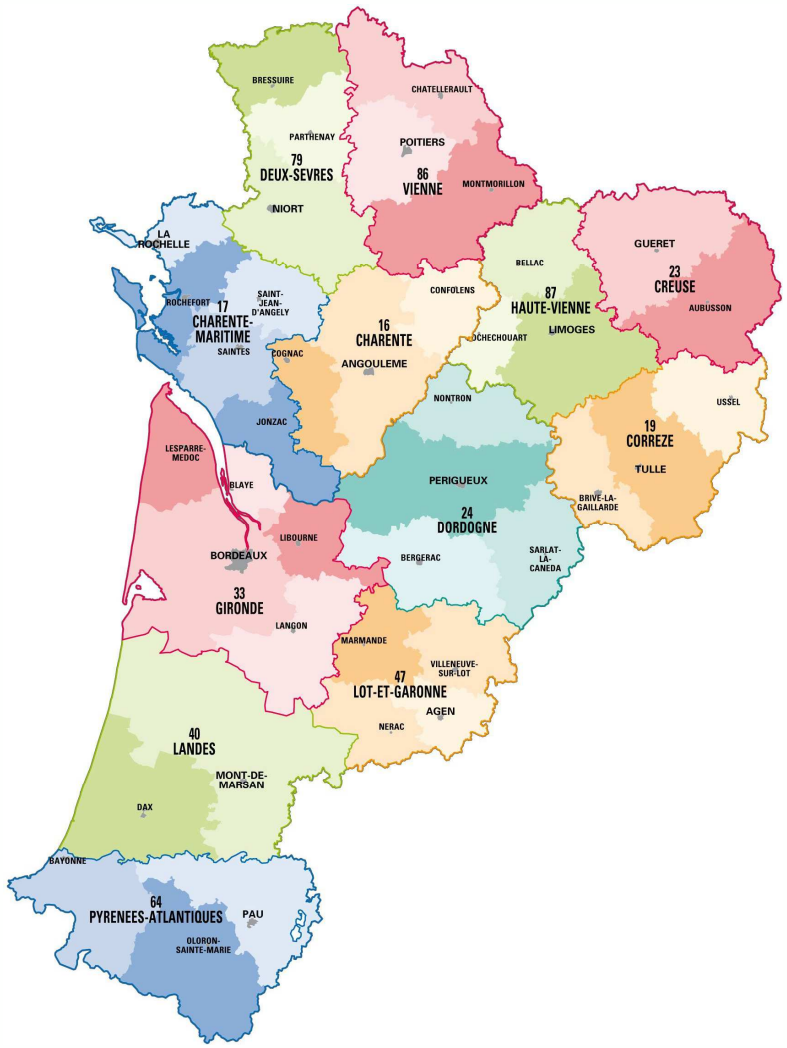 BRESSUIRE
CHATELLERAULT
PARTHENAY
POITIERS
79
DEUX-SEVRES
86
VIENNE
MONTMORILLON
NIORT
LA
ROCHELLE
GUERET
BELLAC
23
CREUSE
CONFOLENS
87
HAUTE-VIENNE
AUBUSSON
ROCHEFORT
SAINT-
JEAN-
D'ANGELY
17
CHARENTE-
MARITIME
16
CHARENTE
LIMOGES
OCHECHOUART
SAINTES
COGNAC
ANGOULEME
NONTRON
USSEL
JONZAC
19
CORREZE
LESPARRE-
MEDOC
TULLE
BLAYE
PERIGUEUX
BRIVE-LA-
GAILLARDE
24
DORDOGNE
LIBOURNE
BORDEAUX
BERGERAC
SARLAT-
LA-
CANEDA
33
GIRONDE
LANGON
MARMANDE
VILLENEUVE-
SUR-LOT
47
LOT-ET-GARONNE
AGEN
NERAC
40
LANDES
MONT-DE-
MARSAN
DAX
BAYONNE
64
PYRENEES-ATLANTIQUES
PAU
OLORON-
SAINTE-MARIE